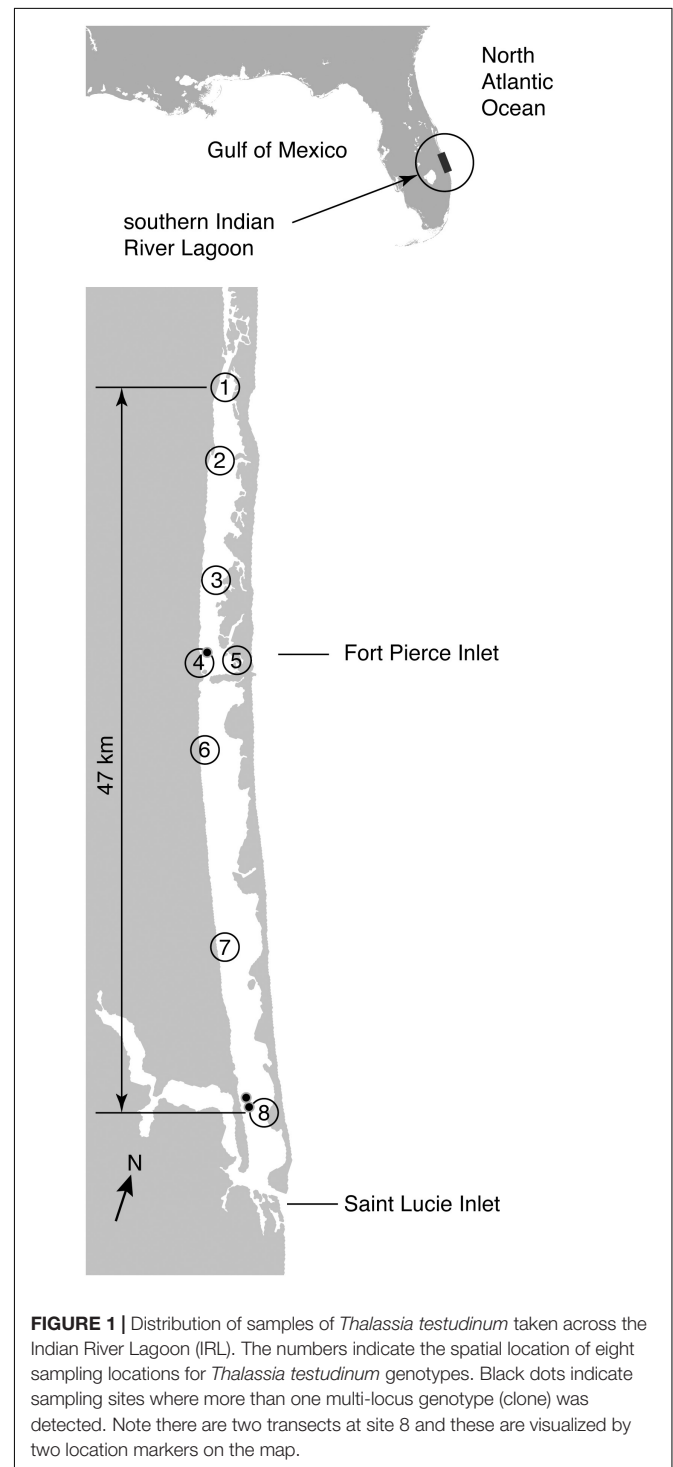 North
Atlantic
Ocean
Gulf of Mexico
southern Indian
River Lagoon
1
2
3
4
5
Fort Pierce Inlet
6
47 km
7
8
N
Saint Lucie Inlet
FIGURE 1 | Distribution of samples of Thalassia testudinum taken across the
Indian River Lagoon (IRL). The numbers indicate the spatial location of eight
sampling locations for Thalassia testudinum genotypes. Black dots indicate
sampling sites where more than one multi-locus genotype (clone) was
detected. Note there are two transects at site 8 and these are visualized by
two location markers on the map.